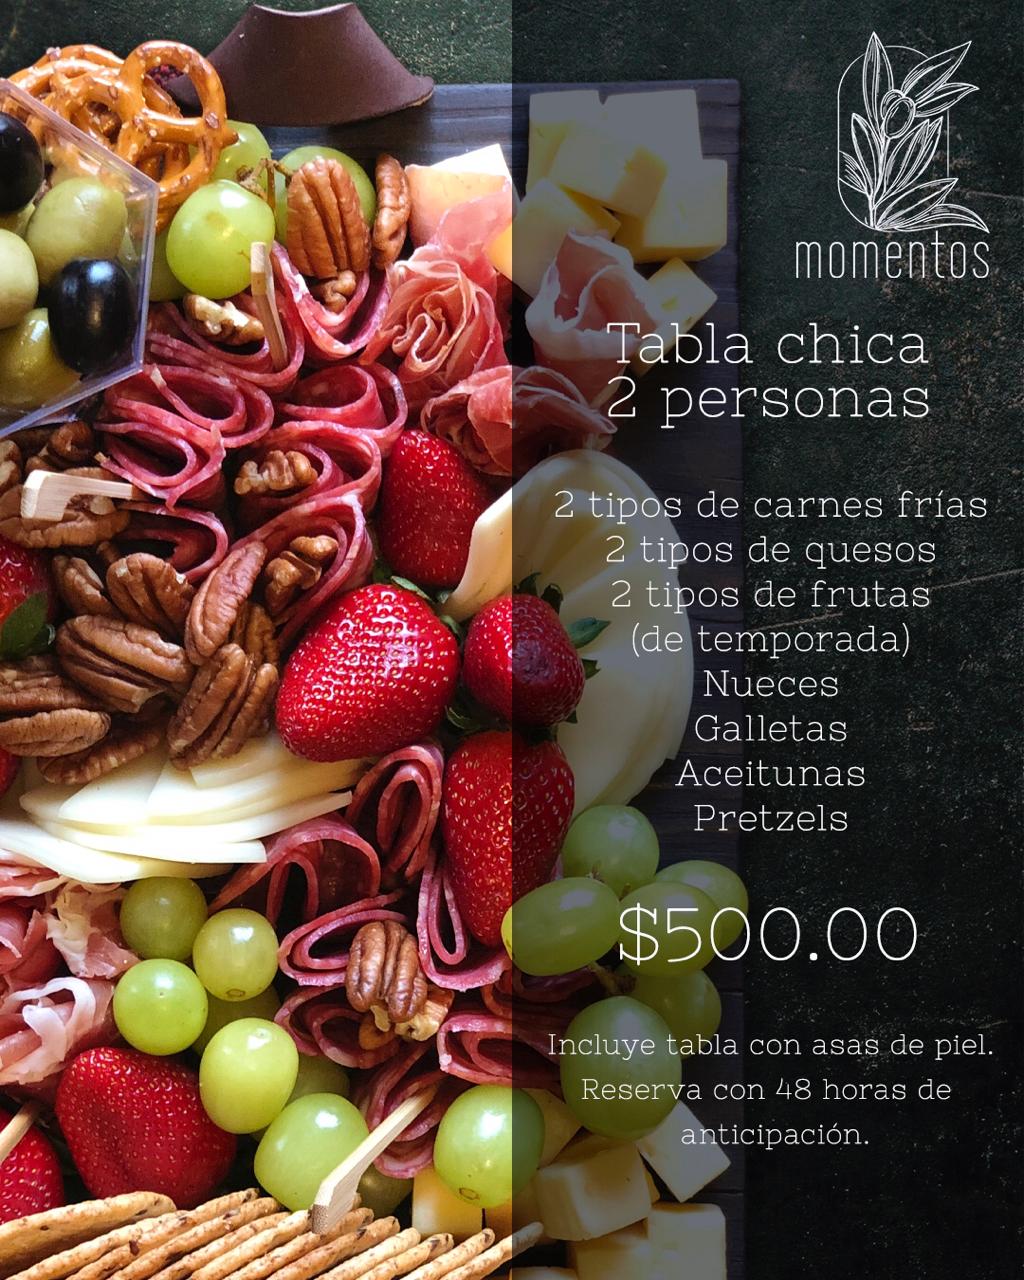 momentos
Tabla chica
2 personas
2 tipos de carnes frías
2 tipos de quesos
2 tipos de frutas
(de temporada)
Nueces
Galletas
Aceitunas
Pretzels
$500.00
Incluye tabla con asas de piel.
Reserva con 48 horas de
anticipación.